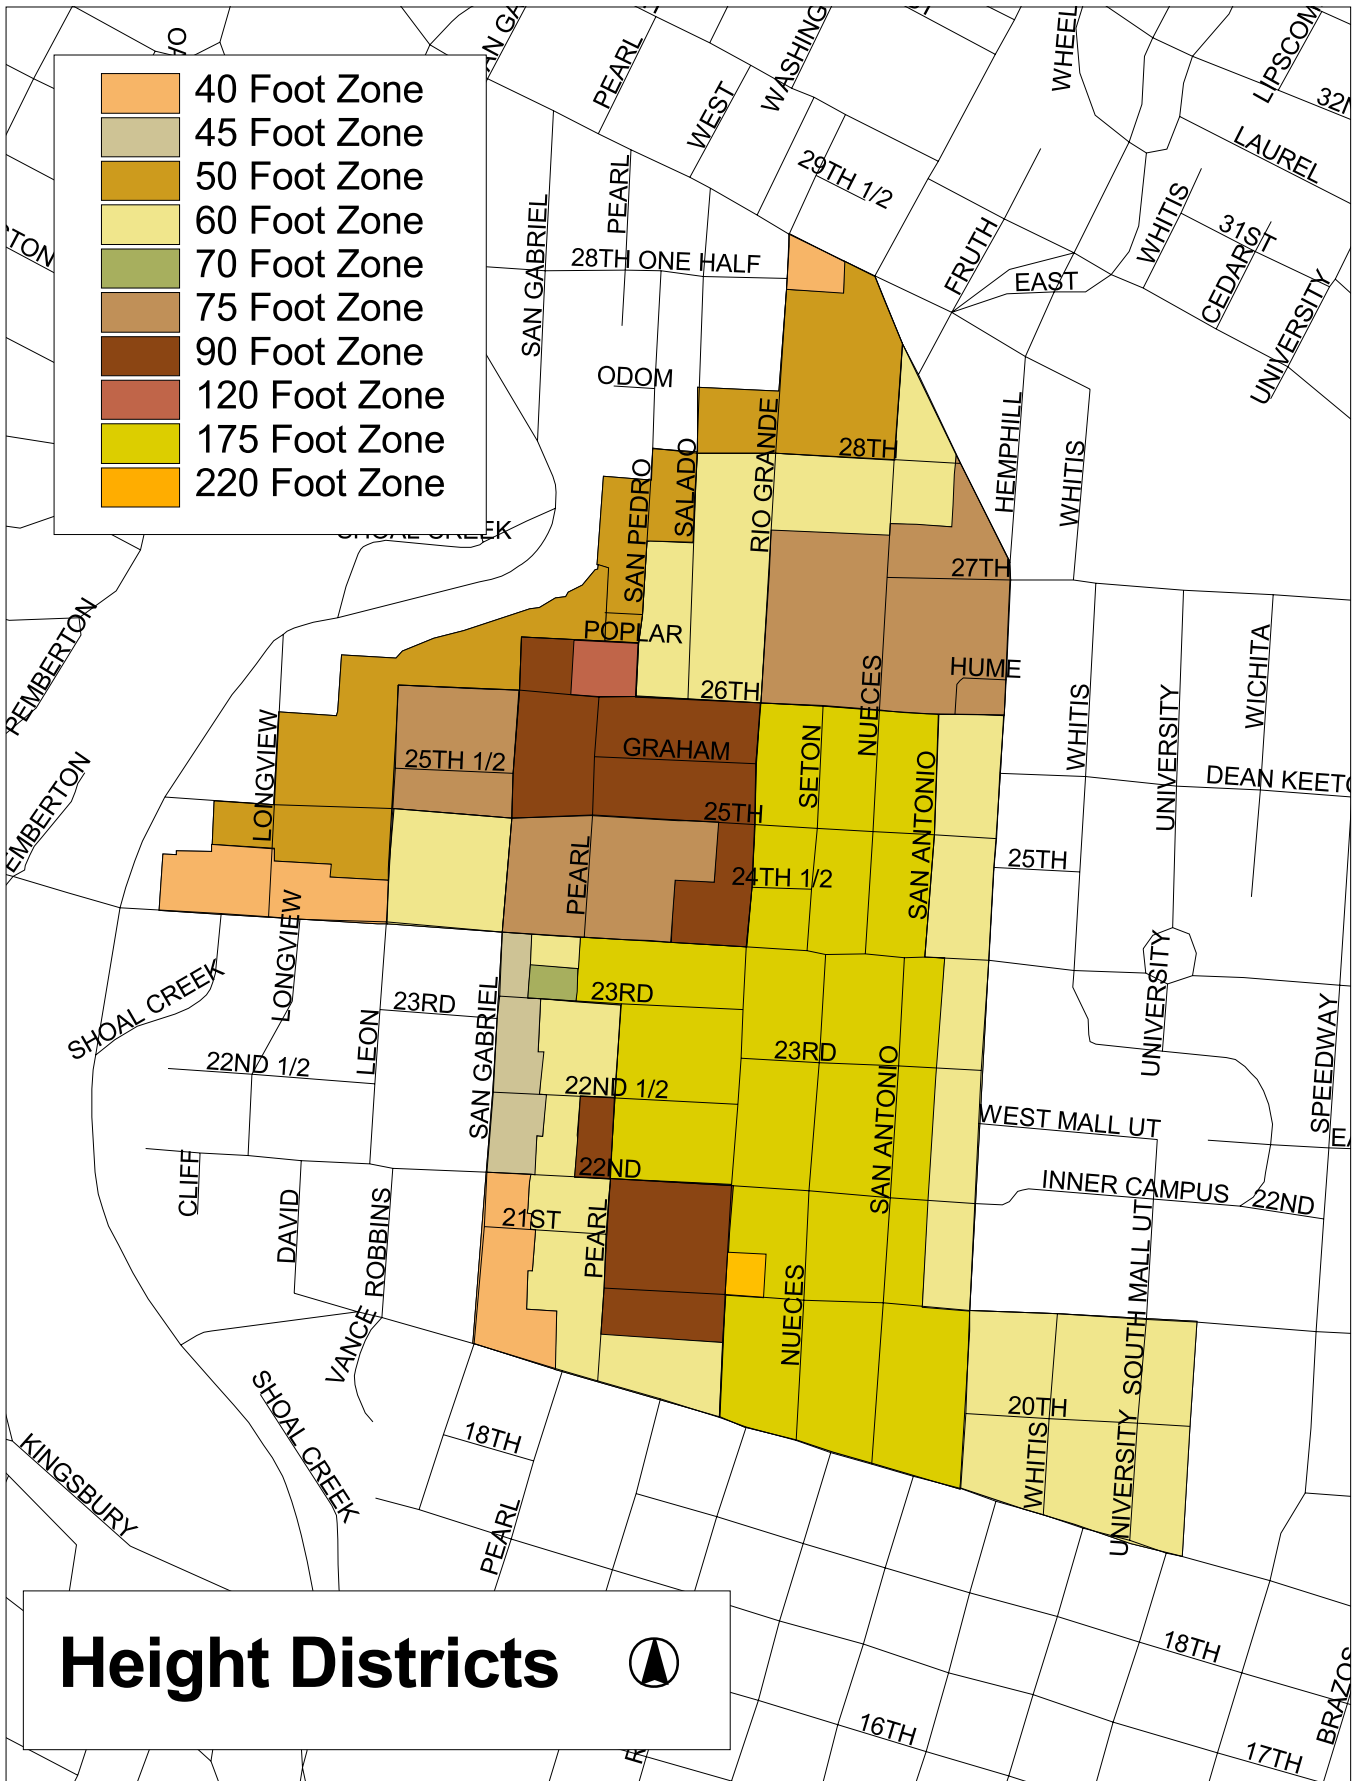 40 Foot Zone
45 Foot Zone
50 Foot Zone
60 Foot Zone
70 Foot Zone
75 Foot Zone
90 Foot Zone
120 Foot Zone
175 Foot Zone
220 Foot Zone
PEARL
WEST
WASHING
WHEEL
LIPSCOM
LAUREL
29TH 1/2
WHITIS
31ST
CEDAR
UNIVERSITY
FRUTH
EAST
PEARL
SAN GABRIEL
28TH ONE HALF
ODOM
RIO GRANDE
28TH
HEMPHILL
WHITIS
SAN PEDRO
SALADO
27TH
POPLAR
PEMBERTON
NUECES
HUME
WHITIS
UNIVERSITY
WICHITA
26TH
LONGVIEW
25TH 1/2
GRAHAM
SETON
SAN ANTONIO
DEAN KEETO
EMBERTON
25TH
25TH
PEARL
24TH 1/2
LONGVIEW
SHOAL CREEK
23RD
LEON
SAN GABRIEL
23RD
UNIVERSITY
SPEEDWAY
22ND 1/2
22ND 1/2
23RD
SAN ANTONIO
WEST MALL UT
CLIFF
DAVID
ROBBINS
22ND
INNER CAMPUS
22ND
21ST
PEARL
SOUTH MALL UT
NUECES
VANCE
SHOAL CREEK
20TH
WHITIS
UNIVERSITY
18TH
KINGSBURY
PEARL
Height Districts
18TH
16TH
17TH
BRAZOS